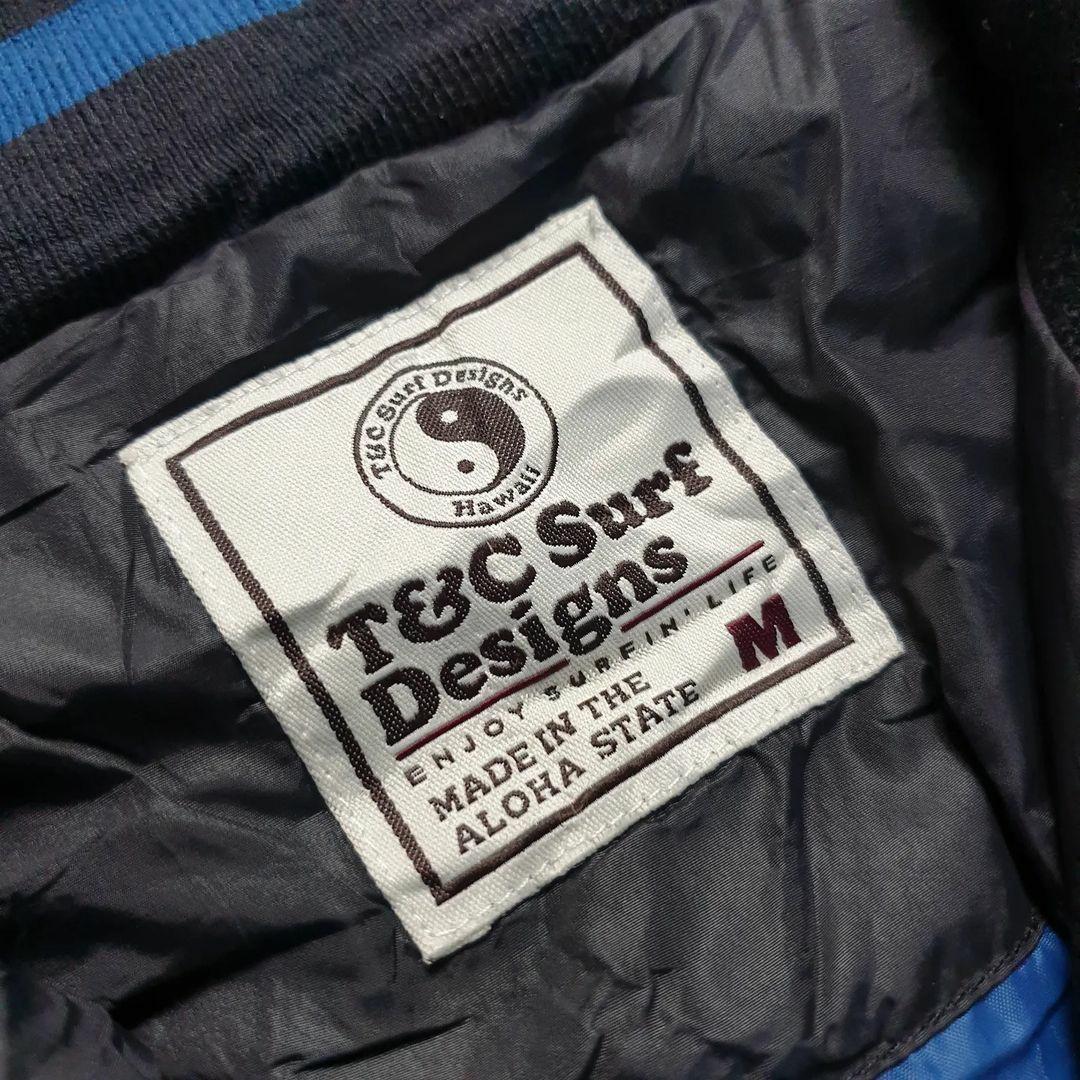 T&C Surf Designs
Hawaii
T&C Surf
Designs
ENJOY SURFIN' LIFE
MADE IN THE
ALOHA STATE
M